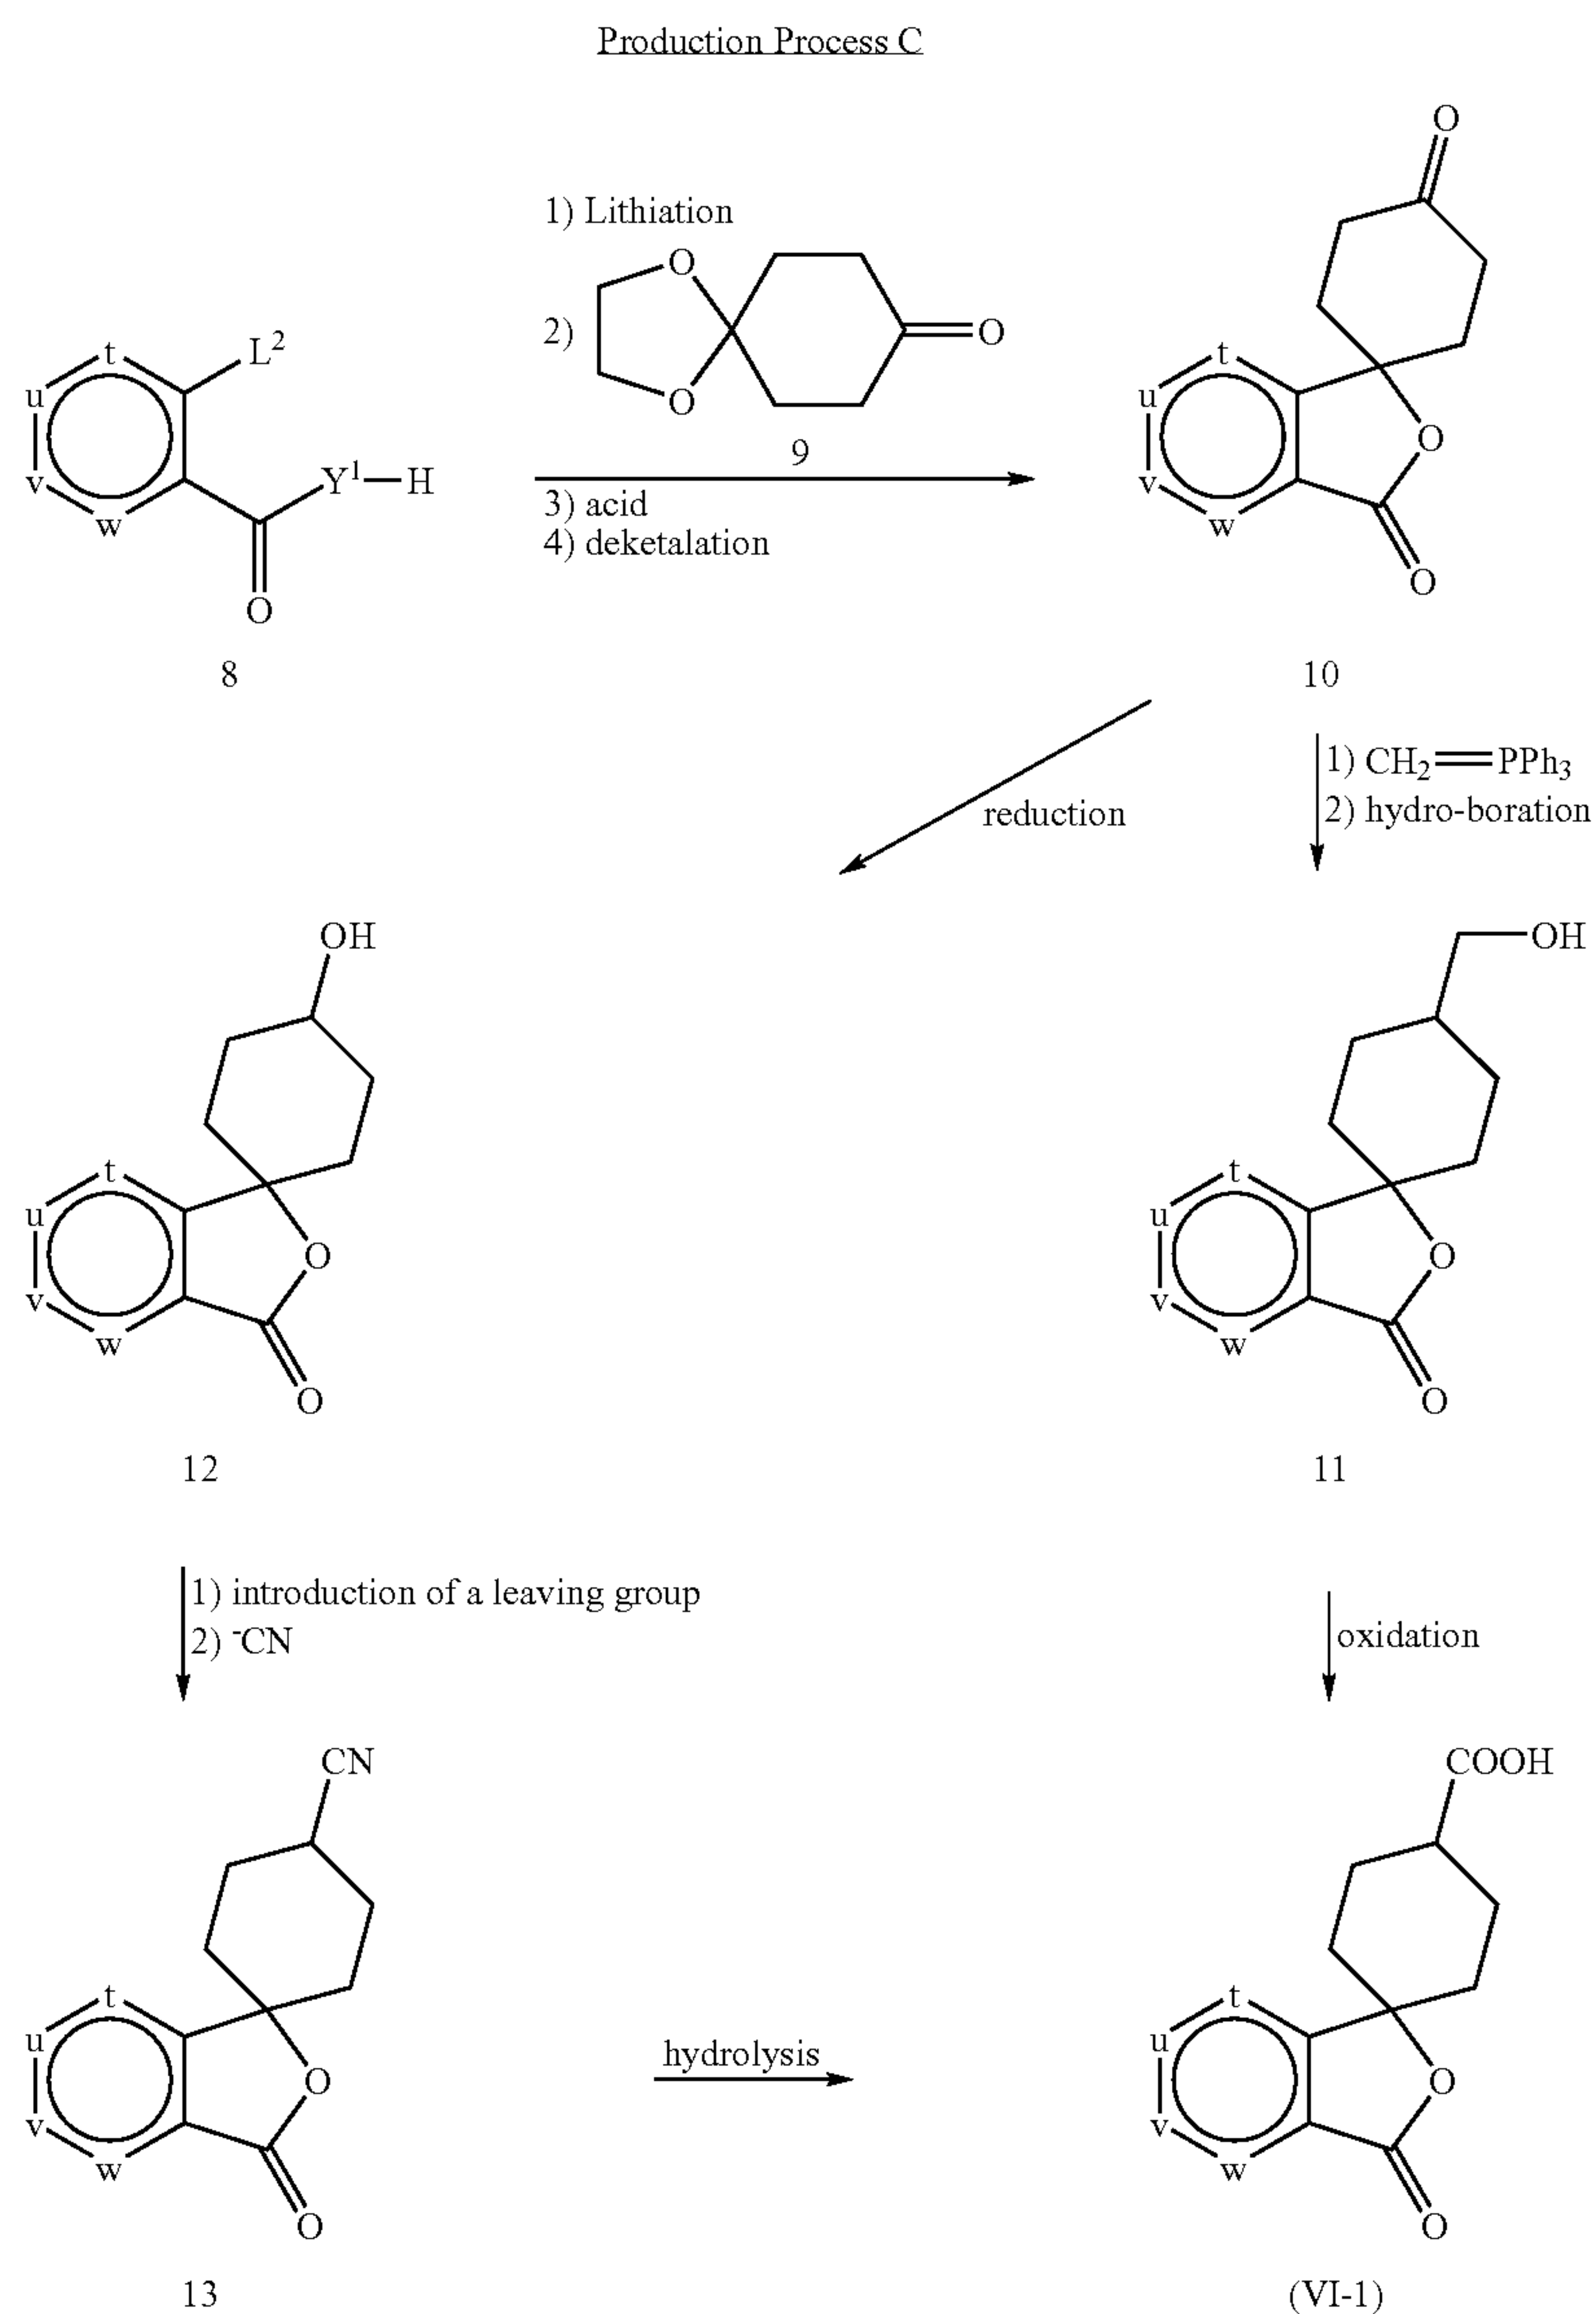 Production Process C
1) Lithiation
2)
O
O
O
9
3) acid
4) deketalation
t
u
v
w
L²
Y¹—H
O
8
O
t
u
v
w
O
O
10
reduction
1) CH₂=PPh₃
2) hydro-boration
OH
t
u
v
w
O
O
12
OH
t
u
v
w
O
O
11
1) introduction of a leaving group
2) ⁻CN
oxidation
CN
t
u
v
w
O
O
13
hydrolysis
COOH
t
u
v
w
O
O
(VI-1)